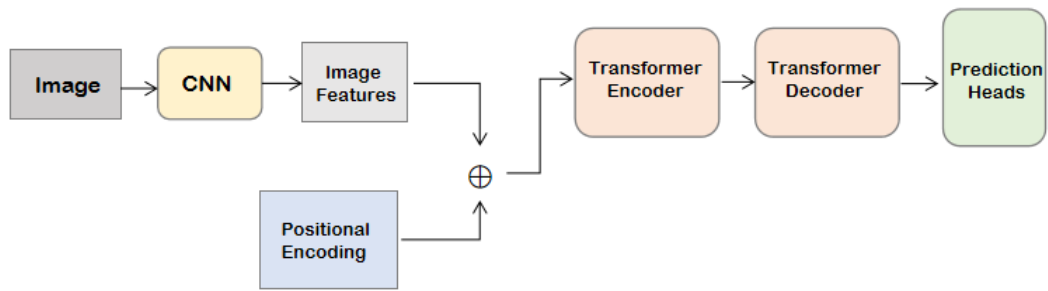 Image
CNN
Image
Features
Transformer
Encoder
Transformer
Decoder
Prediction
Heads
Positional
Encoding